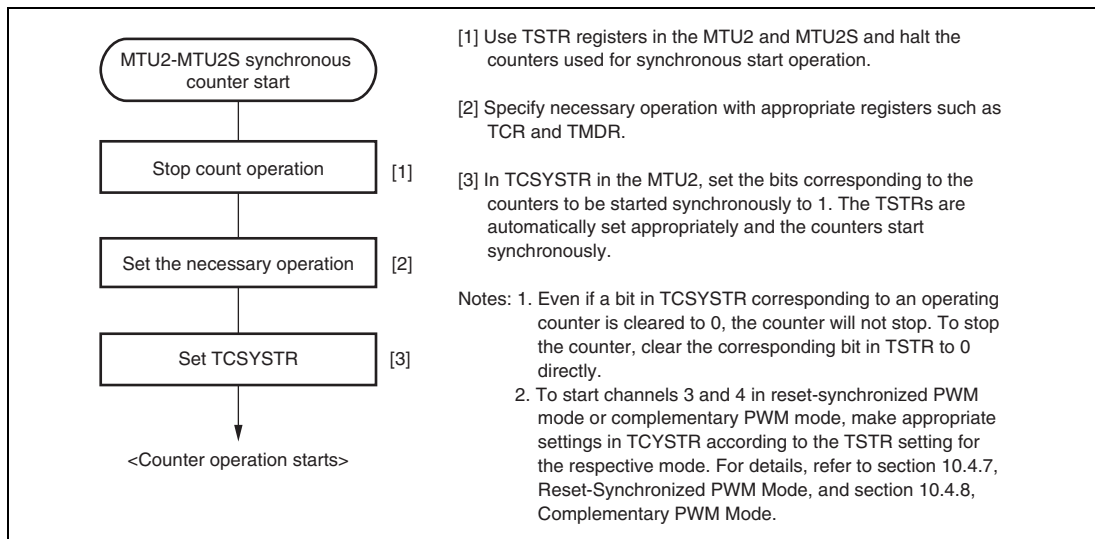 MTU2-MTU2S synchronous
counter start
Stop count operation
[1]
Set the necessary operation
[2]
Set TCSYSTR
[3]
<Counter operation starts>
[1] Use TSTR registers in the MTU2 and MTU2S and halt the
counters used for synchronous start operation.
[2] Specify necessary operation with appropriate registers such as
TCR and TMDR.
[3] In TCSYSTR in the MTU2, set the bits corresponding to the
counters to be started synchronously to 1. The TSTRs are
automatically set appropriately and the counters start
synchronously.
Notes: 1. Even if a bit in TCSYSTR corresponding to an operating
counter is cleared to 0, the counter will not stop. To stop
the counter, clear the corresponding bit in TSTR to 0
directly.
2. To start channels 3 and 4 in reset-synchronized PWM
mode or complementary PWM mode, make appropriate
settings in TCYSTR according to the TSTR setting for
the respective mode. For details, refer to section 10.4.7,
Reset-Synchronized PWM Mode, and section 10.4.8,
Complementary PWM Mode.